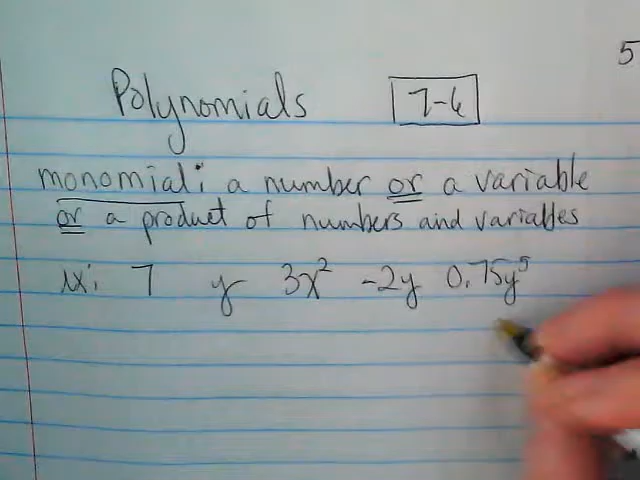 5
Polynomials 7-6
monomial: a number or a variable
or a product of numbers and variables
ex: 7 y 3x² -2y 0.75y⁵